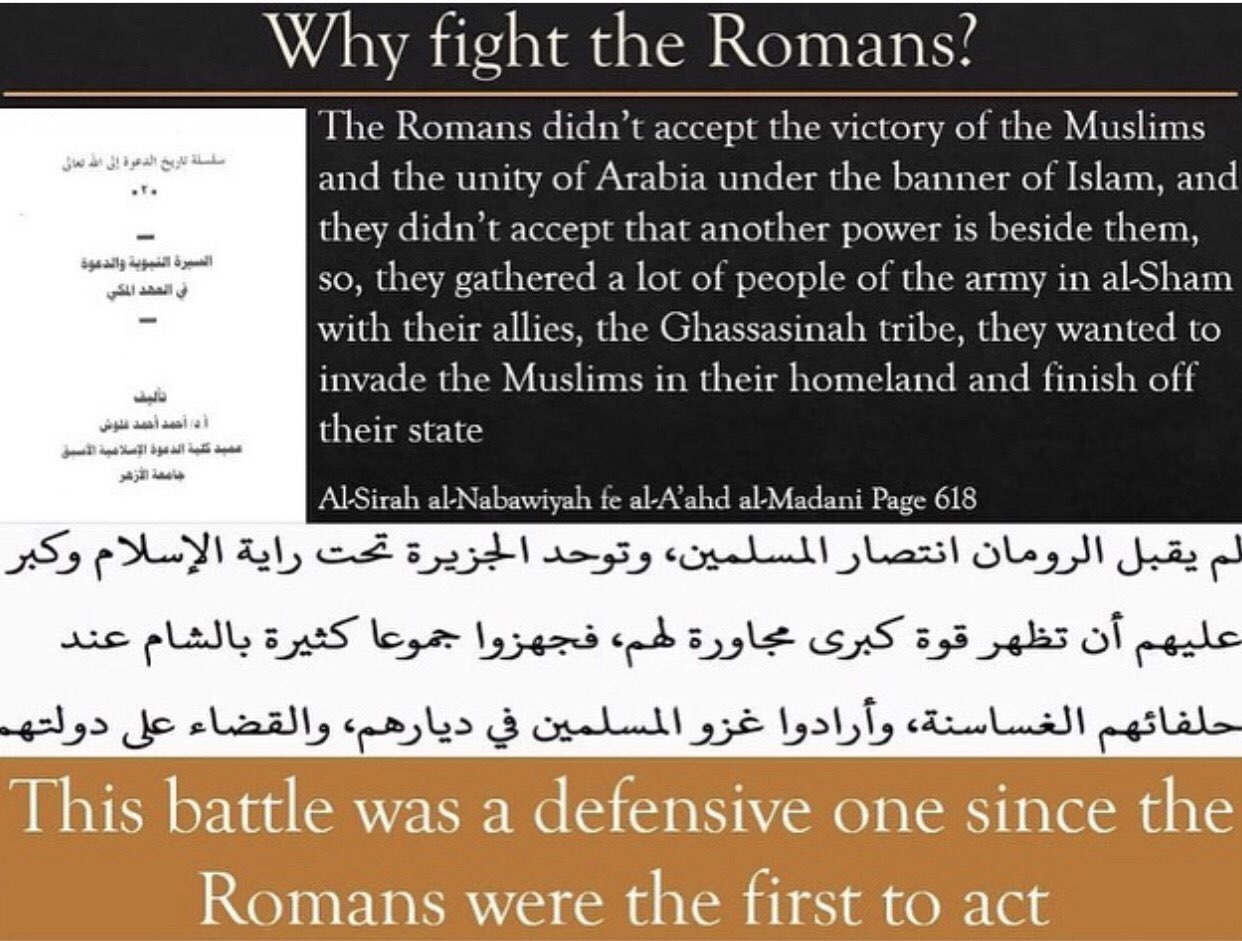 Why fight the Romans?
سلسلة تاريخ الدعوة إلى الله تعالى
٠٢٠
السيرة النبوية والدعوة
في العهد المكي
تأليف
أ.د/ أحمد أحمد غلوش
عميد كلية الدعوة الإسلامية الأسبق
جامعة الأزهر
The Romans didn’t accept the victory of the Muslims
and the unity of Arabia under the banner of Islam, and
they didn’t accept that another power is beside them,
so, they gathered a lot of people of the army in al-Sham
with their allies, the Ghassasinah tribe, they wanted to
invade the Muslims in their homeland and finish off
their state
Al-Sirah al-Nabawiyah fe al-A’ahd al-Madani Page 618
لم يقبل الرومان انتصار المسلمين، وتوحد الجزيرة تحت راية الإسلام وكبر
عليهم أن تظهر قوة كبرى مجاورة لهم، فجهزوا جموعا كثيرة بالشام عند
حلفائهم الغساسنة، وأرادوا غزو المسلمين في ديارهم، والقضاء على دولتهم
This battle was a defensive one since the
Romans were the first to act